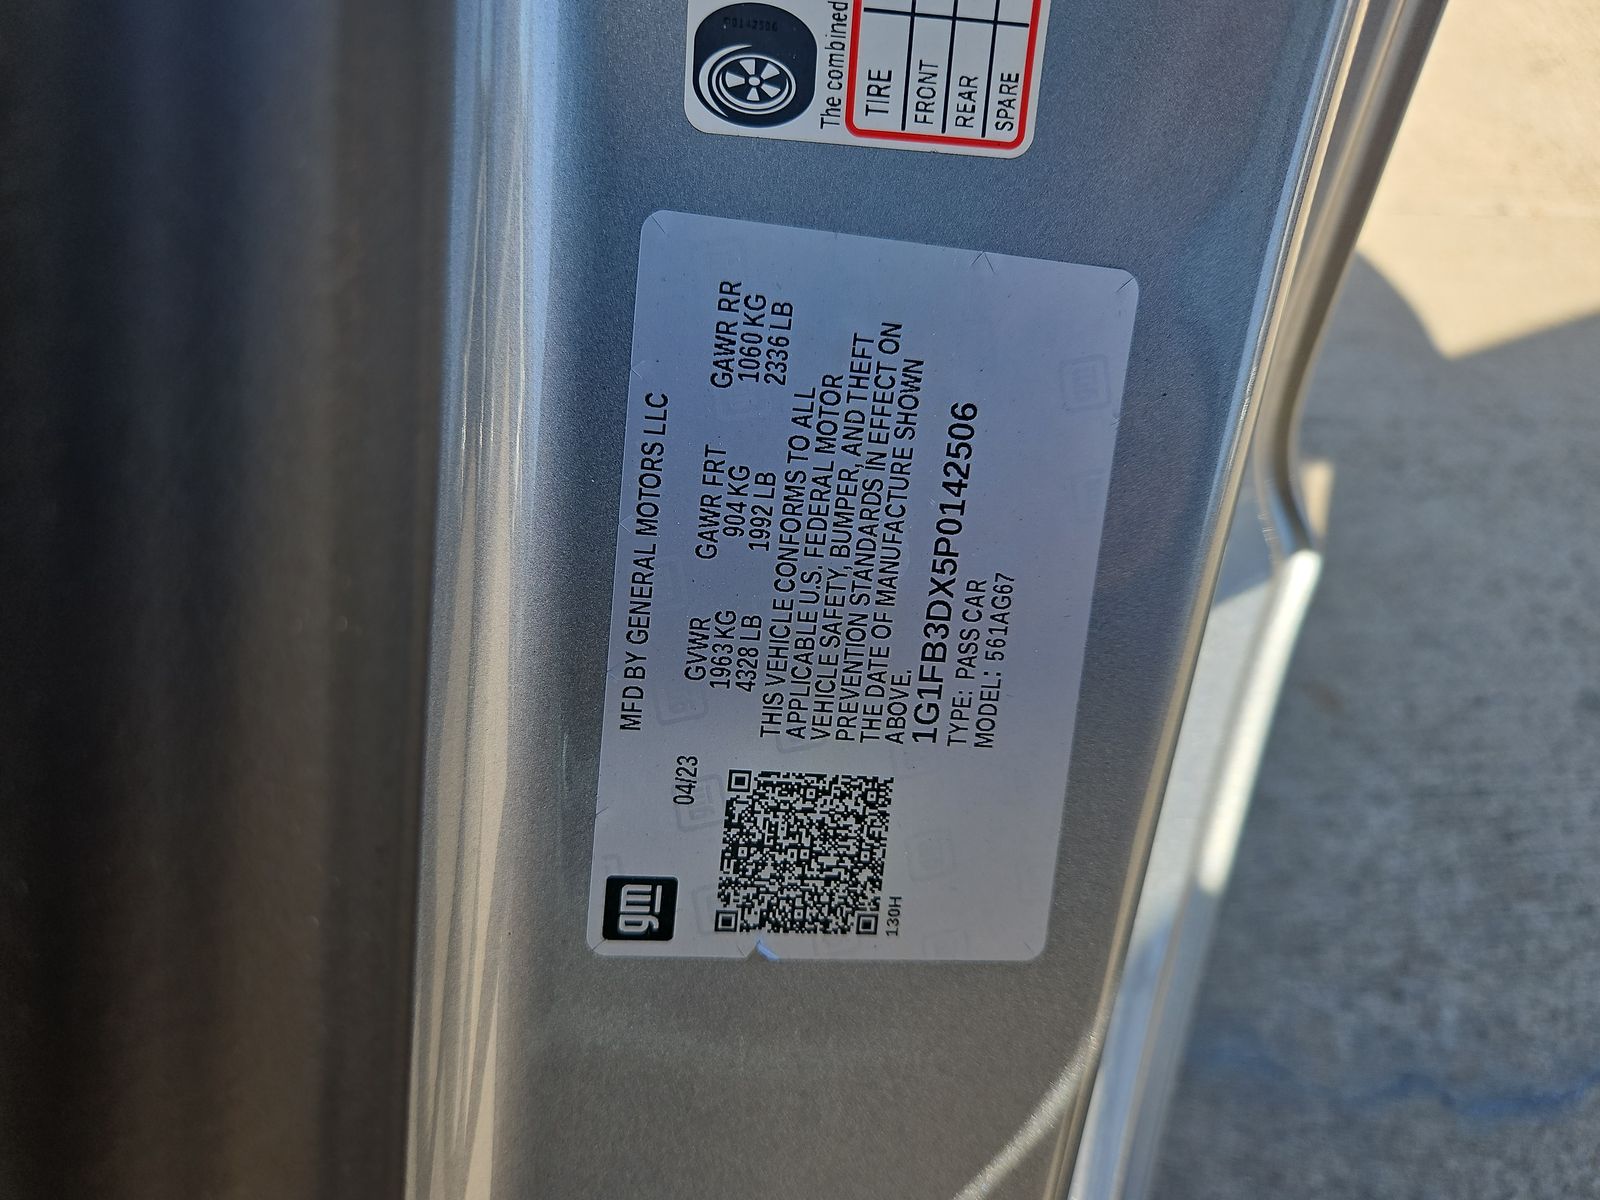 0142506
The combined
TIRE
FRONT
REAR
SPARE
gm
MFD BY GENERAL MOTORS LLC
04/23
GVWR GAWR FRT GAWR RR
1963 KG 904 KG 1060 KG
4328 LB 1992 LB 2336 LB
THIS VEHICLE CONFORMS TO ALL
APPLICABLE U.S. FEDERAL MOTOR
VEHICLE SAFETY, BUMPER, AND THEFT
PREVENTION STANDARDS IN EFFECT ON
THE DATE OF MANUFACTURE SHOWN
ABOVE.
1G1FB3DX5P0142506
TYPE: PASS CAR
MODEL: 561AG67
130H